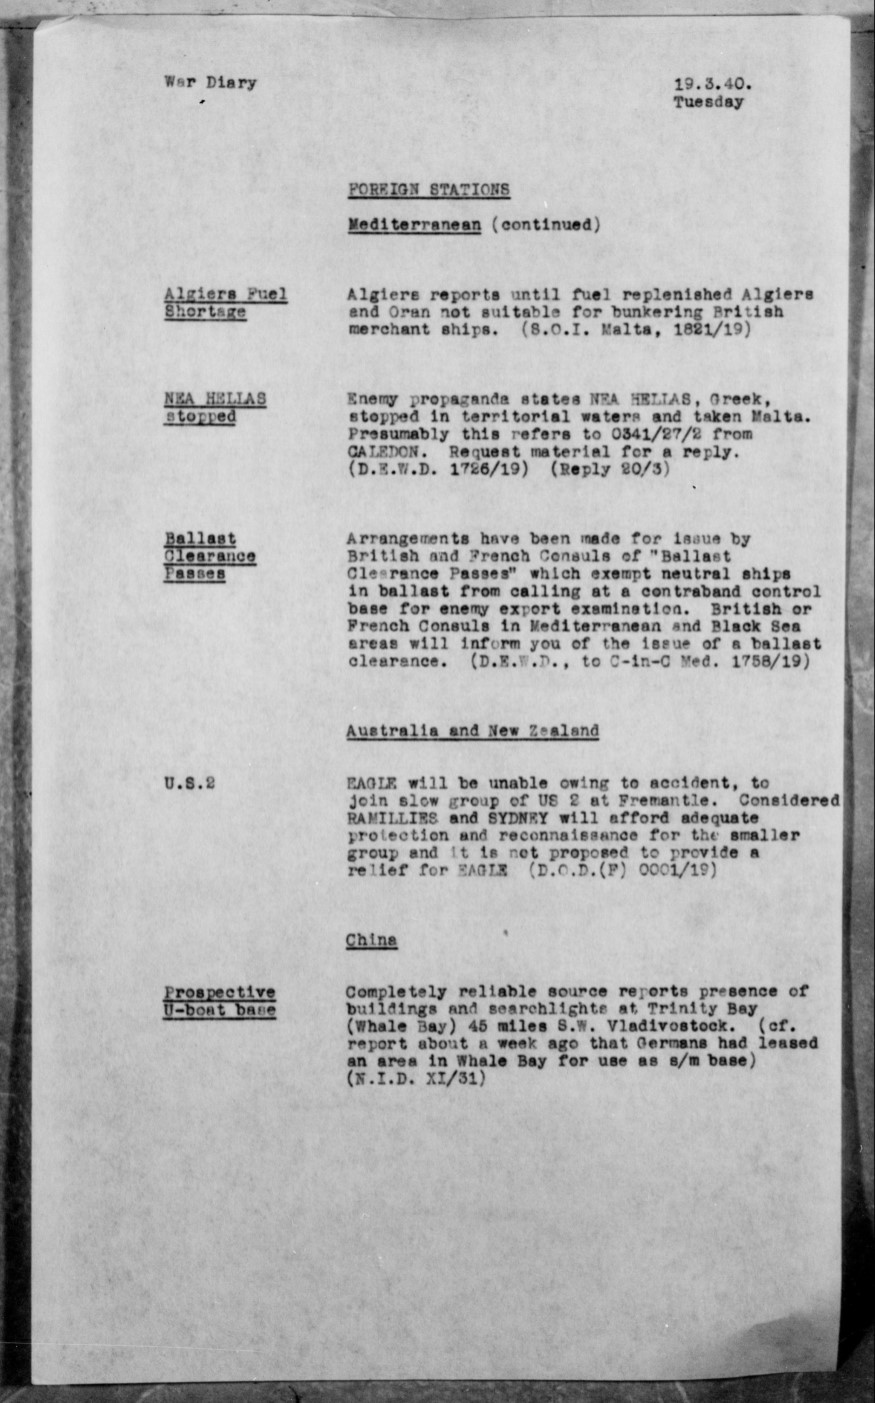 War Diary 19.3.40.
Tuesday
FOREIGN STATIONS
Mediterranean (continued)
Algiers Fuel Shortage
Algiers reports until fuel replenished Algiers
and Oran not suitable for bunkering British
merchant ships. (S.O.I. Malta, 1821/19)
NEA HELLAS stopped
Enemy propaganda states NEA HELLAS, Greek,
stopped in territorial waters and taken Malta.
Presumably this refers to 0341/27/2 from
CALEDON. Request material for a reply.
(D.E.W.D. 1726/19) (Reply 20/3)
Ballast Clearance Passes
Arrangements have been made for issue by
British and French Consuls of "Ballast
Clearance Passes" which exempt neutral ships
in ballast from calling at a contraband control
base for enemy export examination. British or
French Consuls in Mediterranean and Black Sea
areas will inform you of the issue of a ballast
clearance. (D.E.W.D., to C-in-C Med. 1758/19)
Australia and New Zealand
U.S.2
EAGLE will be unable owing to accident, to
join slow group of US 2 at Fremantle. Considered
RAMILLIES and SYDNEY will afford adequate
protection and reconnaissance for the smaller
group and it is not proposed to provide a
relief for EAGLE (D.O.D.(F) 0001/19)
China
Prospective U-boat base
Completely reliable source reports presence of
buildings and searchlights at Trinity Bay
(Whale Bay) 45 miles S.W. Vladivostock. (cf.
report about a week ago that Germans had leased
an area in Whale Bay for use as s/m base)
(N.I.D. XI/31)